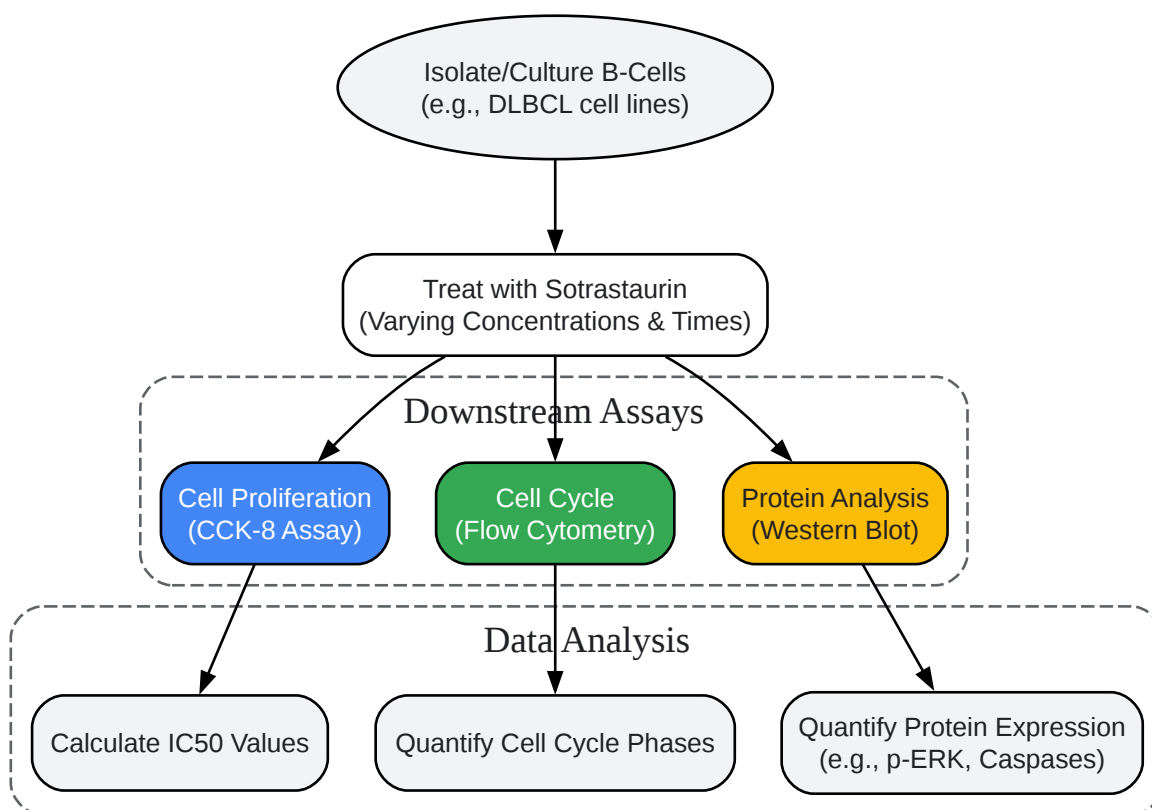 Isolate/Culture B-Cells
(e.g., DLBCL cell lines)
Treat with Sotrastaurin
(Varying Concentrations & Times)
Downstream Assays
Cell Proliferation
(CCK-8 Assay)
Cell Cycle
(Flow Cytometry)
Protein Analysis
(Western Blot)
Data Analysis
Calculate IC50 Values
Quantify Cell Cycle Phases
Quantify Protein Expression
(e.g., p-ERK, Caspases)